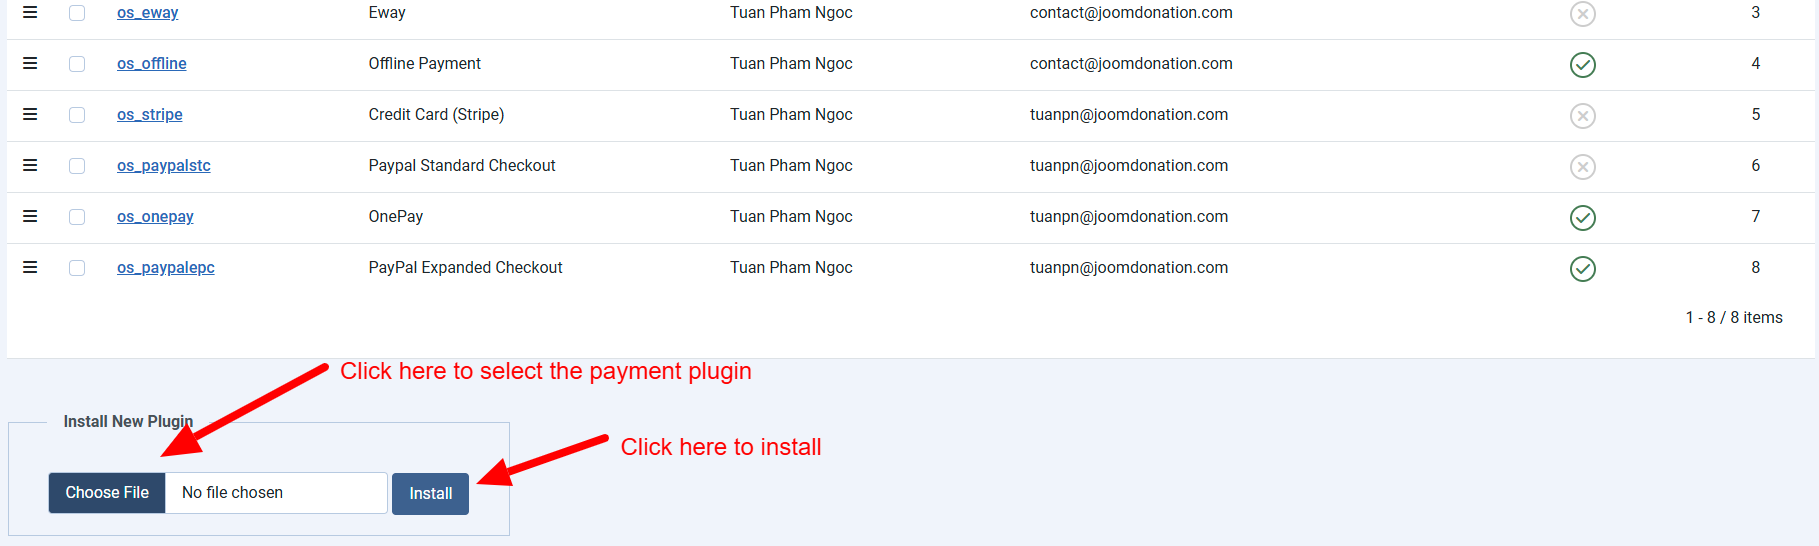 os_eway Eway Tuan Pham Ngoc contact@joomdonation.com 3
os_offline Offline Payment Tuan Pham Ngoc contact@joomdonation.com 4
os_stripe Credit Card (Stripe) Tuan Pham Ngoc tuanpn@joomdonation.com 5
os_paypalstc Paypal Standard Checkout Tuan Pham Ngoc tuanpn@joomdonation.com 6
os_onepay OnePay Tuan Pham Ngoc tuanpn@joomdonation.com 7
os_paypalepc PayPal Expanded Checkout Tuan Pham Ngoc tuanpn@joomdonation.com 8
1 - 8 / 8 items
Click here to select the payment plugin
Install New Plugin
Click here to install
Choose File No file chosen Install